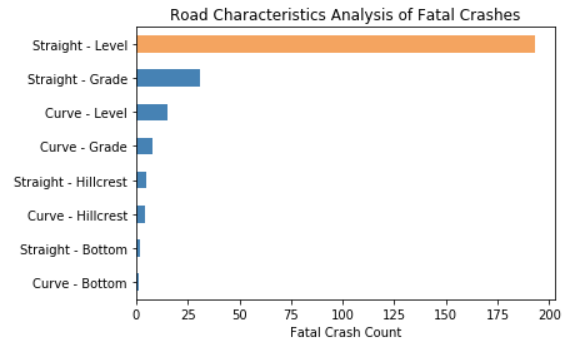 Road Characteristics Analysis of Fatal Crashes
Straight - Level
Straight - Grade
Curve - Level
Curve - Grade
Straight - Hillcrest
Curve - Hillcrest
Straight - Bottom
Curve - Bottom
0 25 50 75 100 125 150 175 200
Fatal Crash Count